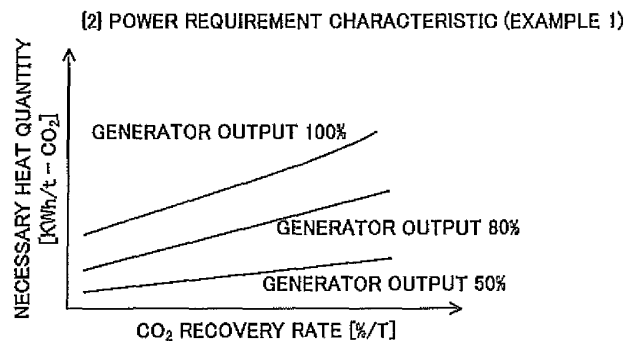 [2] POWER REQUIREMENT CHARACTERISTIC (EXAMPLE 1)
NECESSARY HEAT QUANTITY
[KWh/t – CO₂]
GENERATOR OUTPUT 100%
GENERATOR OUTPUT 80%
GENERATOR OUTPUT 50%
CO₂ RECOVERY RATE [%/T]